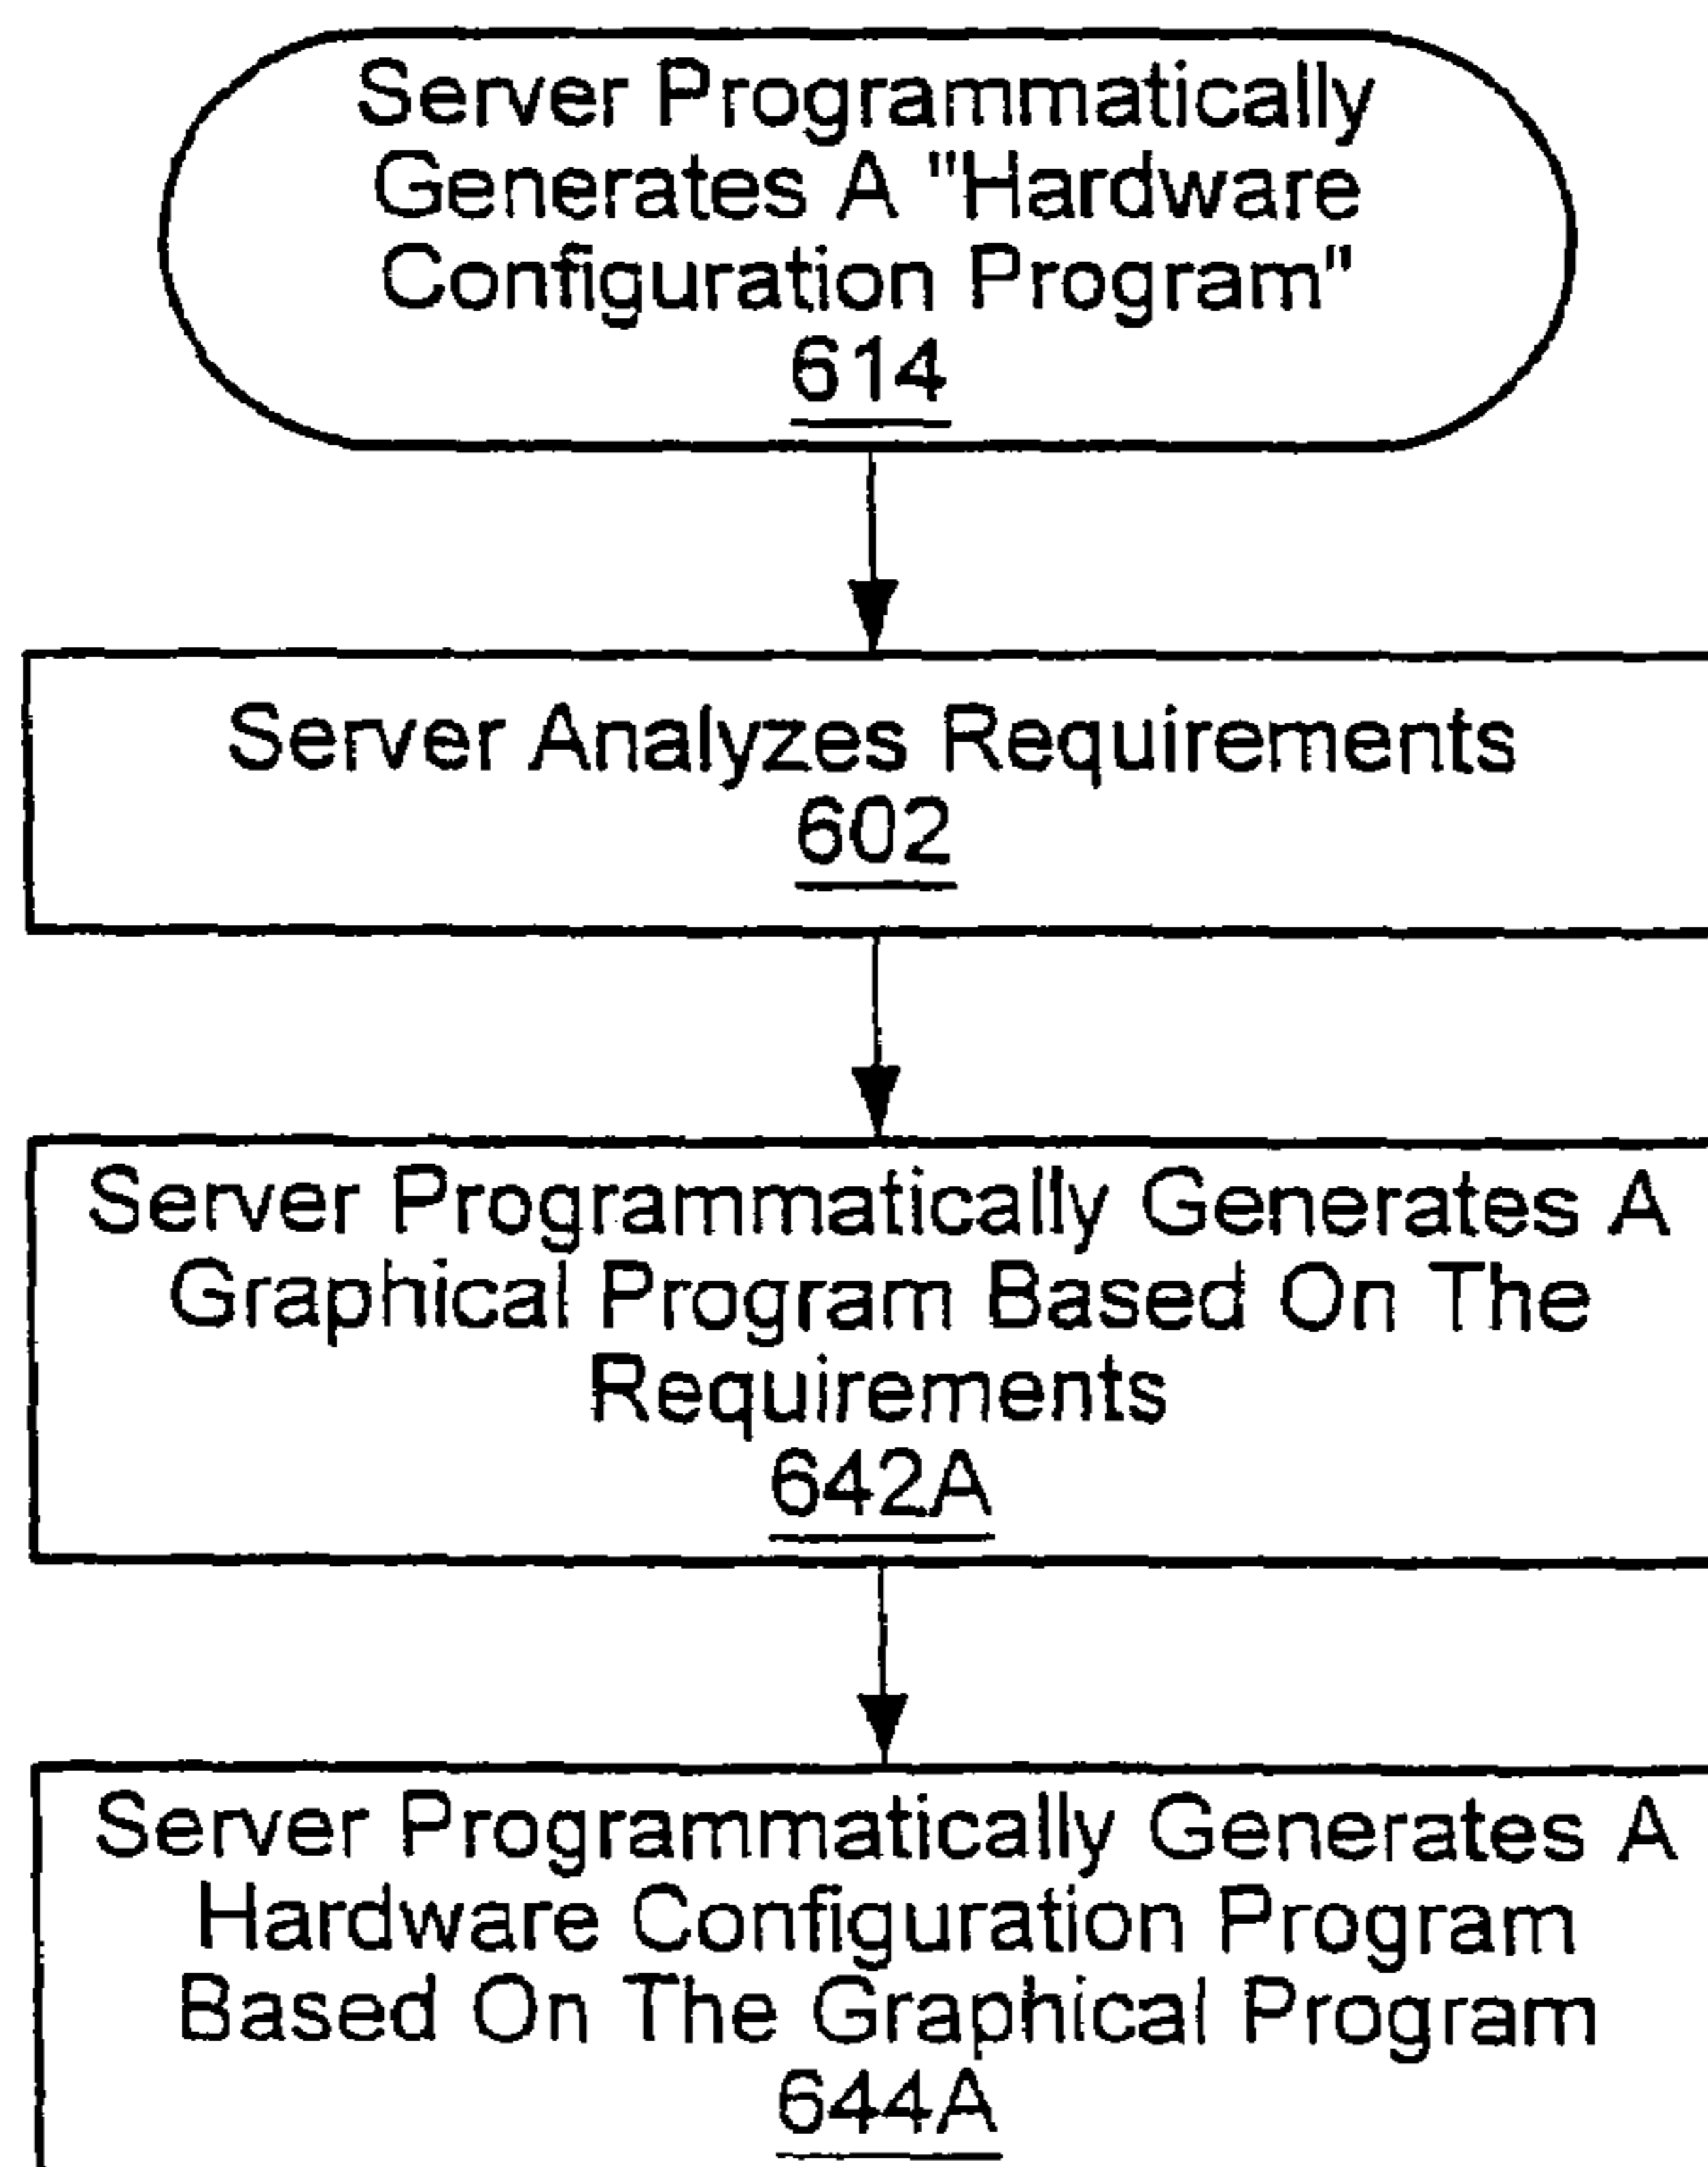 Server Programmatically
Generates A "Hardware
Configuration Program"
614
Server Analyzes Requirements
602
Server Programmatically Generates A
Graphical Program Based On The
Requirements
642A
Server Programmatically Generates A
Hardware Configuration Program
Based On The Graphical Program
644A